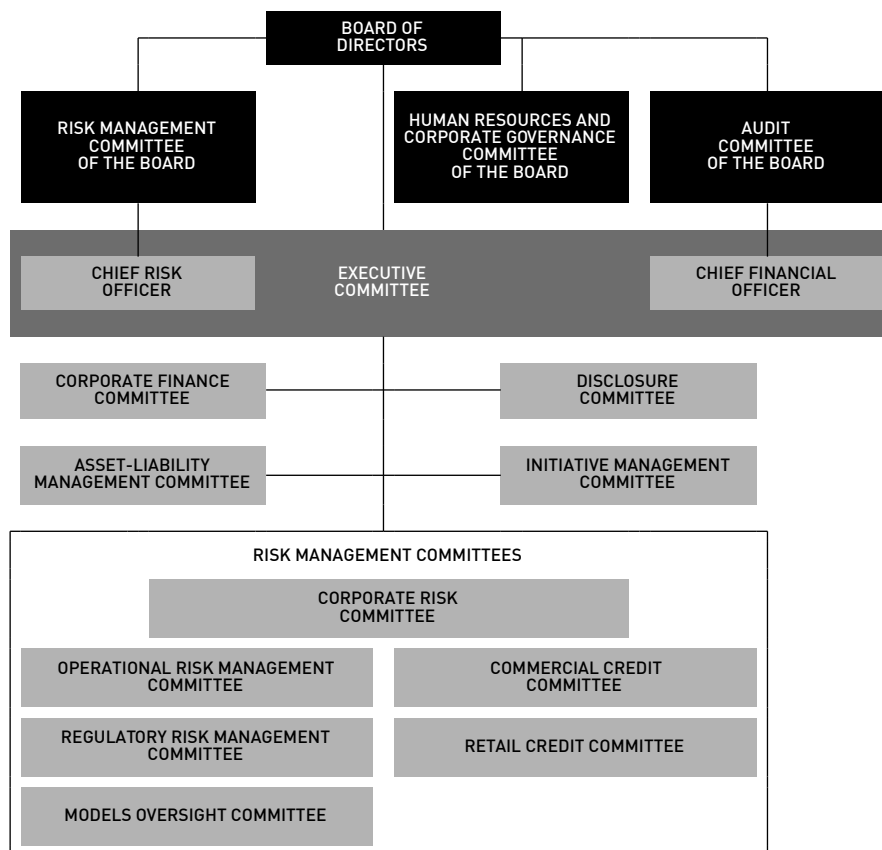 BOARD OF
DIRECTORS
RISK MANAGEMENT
COMMITTEE
OF THE BOARD
HUMAN RESOURCES AND
CORPORATE GOVERNANCE
COMMITTEE
OF THE BOARD
AUDIT
COMMITTEE
OF THE BOARD
CHIEF RISK
OFFICER
EXECUTIVE
COMMITTEE
CHIEF FINANCIAL
OFFICER
CORPORATE FINANCE
COMMITTEE
DISCLOSURE
COMMITTEE
ASSET-LIABILITY
MANAGEMENT COMMITTEE
INITIATIVE MANAGEMENT
COMMITTEE
RISK MANAGEMENT COMMITTEES
CORPORATE RISK
COMMITTEE
OPERATIONAL RISK MANAGEMENT
COMMITTEE
COMMERCIAL CREDIT
COMMITTEE
REGULATORY RISK MANAGEMENT
COMMITTEE
RETAIL CREDIT COMMITTEE
MODELS OVERSIGHT COMMITTEE